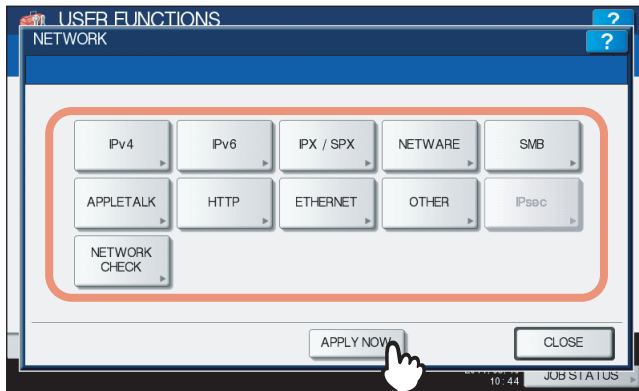 USER FUNCTIONS
?
NETWORK
?
IPv4
IPv6
IPX / SPX
NETWARE
SMB
APPLETALK
HTTP
ETHERNET
OTHER
IPsec
NETWORK
CHECK
APPLY NOW
CLOSE
10:44
JOB STATUS